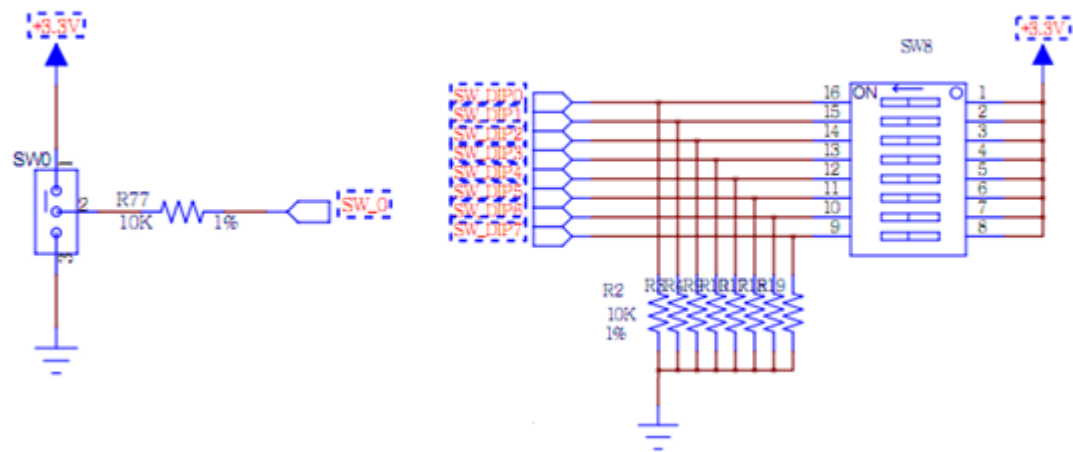 +3.3V
SW0
1
2
3
R77
10K
1%
SW_0
SW_DIP0
SW_DIP1
SW_DIP2
SW_DIP3
SW_DIP4
SW_DIP5
SW_DIP6
SW_DIP7
SW8
+3.3V
ON
16 1
15 2
14 3
13 4
12 5
11 6
10 7
9 8
R2
10K
1%